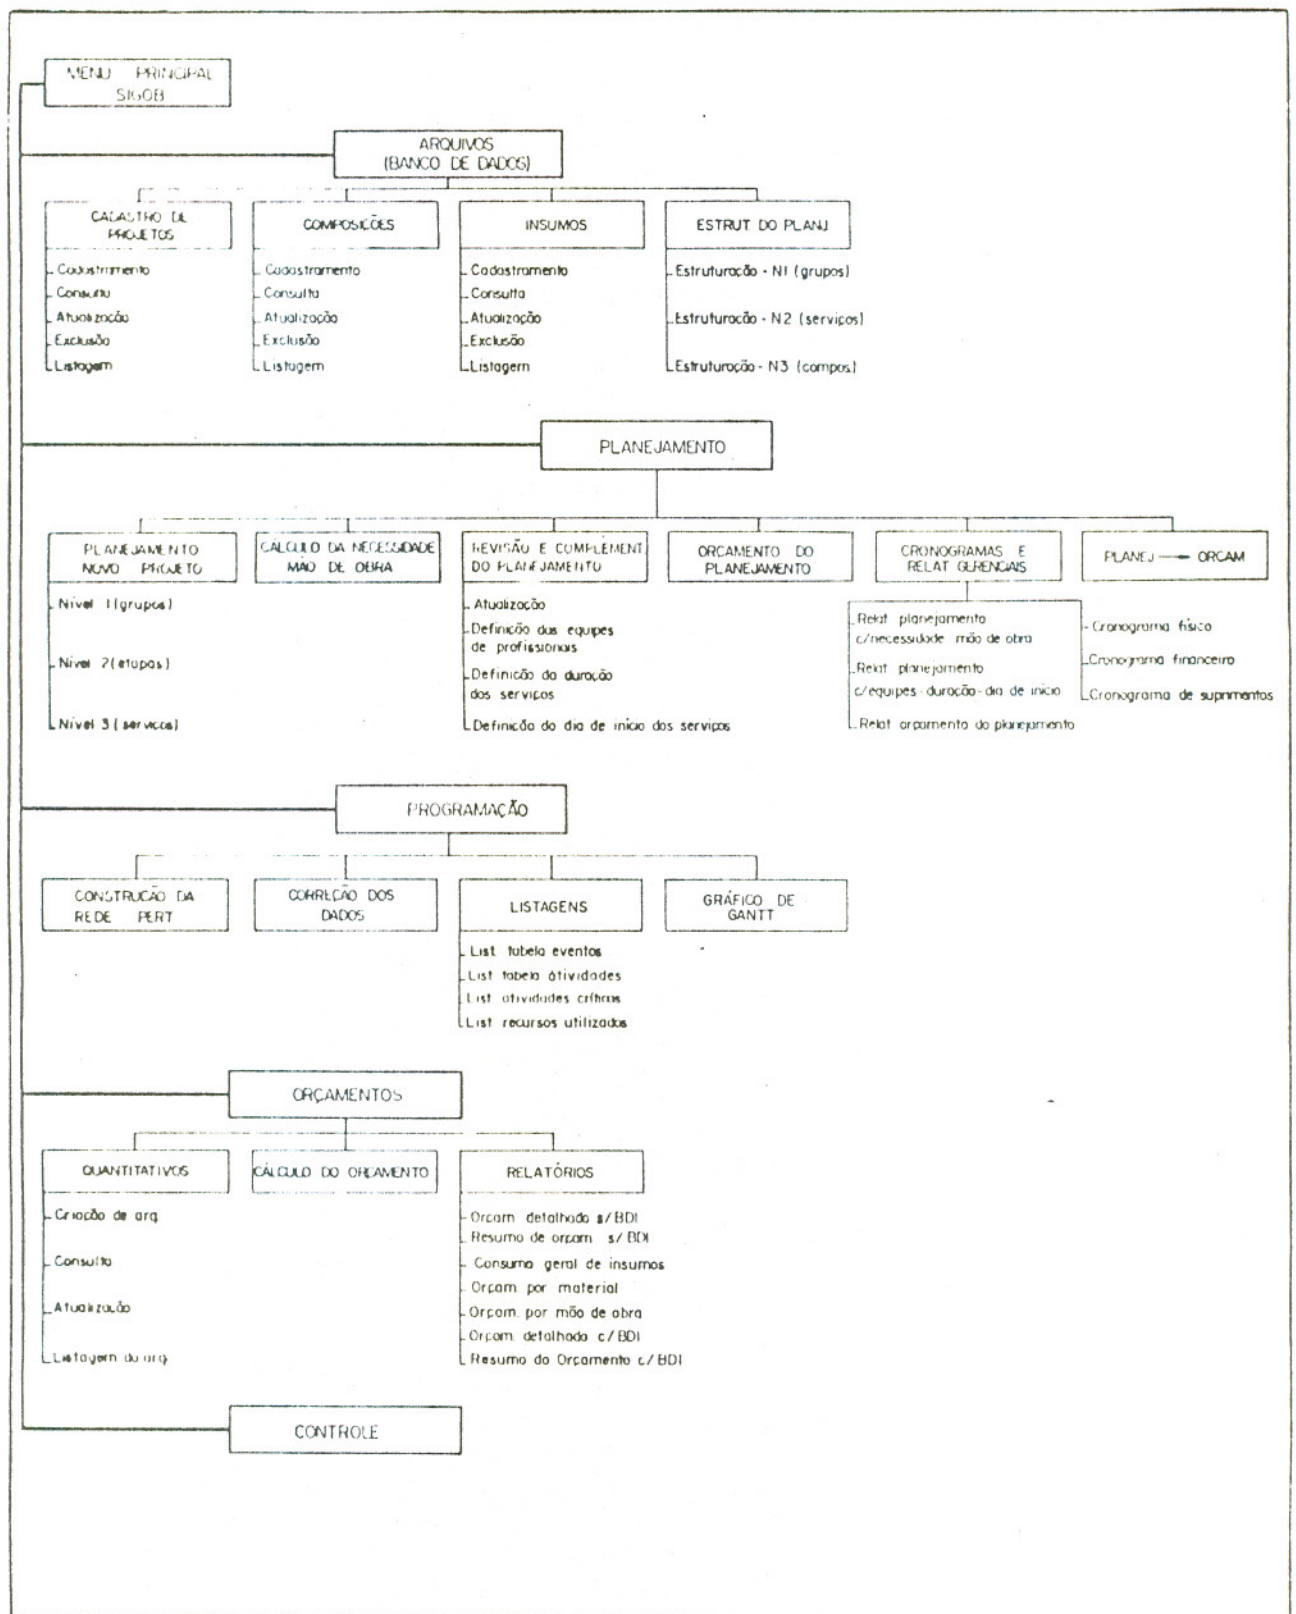 MENU PRINCIPAL
SIGOB
ARQUIVOS
(BANCO DE DADOS)
CADASTRO DE
PROJETOS
Cadastramento
Consulta
Atualização
Exclusão
Listagem
COMPOSIÇÕES
Cadastramento
Consulta
Atualização
Exclusão
Listagem
INSUMOS
Cadastramento
Consulta
Atualização
Exclusão
Listagem
ESTRUT. DO PLANJ
Estruturação - N1 (grupos)
Estruturação - N2 (serviços)
Estruturação - N3 (compos.)
PLANEJAMENTO
PLANEJAMENTO
NOVO PROJETO
Nível 1 (grupos)
Nível 2 (etapas)
Nível 3 (serviços)
CÁLCULO DA NECESSIDADE
MÃO DE OBRA
REVISÃO E COMPLEMENT
DO PLANEJAMENTO
Atualização
Definição das equipes
de profissionais
Definição da duração
dos serviços
Definição do dia de início dos serviços
ORÇAMENTO DO
PLANEJAMENTO
CRONOGRAMAS E
RELAT GERENCIAIS
Relat planejamento
c/necessidade mão de obra
Relat planejamento
c/equipes - duração - dia de início
Relat orçamento do planejamento
PLANEJ → ORCAM
Cronograma físico
Cronograma financeiro
Cronograma de suprimentos
PROGRAMAÇÃO
CONSTRUÇÃO DA
REDE PERT
CORREÇÃO DOS
DADOS
LISTAGENS
List tabela eventos
List tabela átividades
List atividades críticas
List recursos utilizados
GRÁFICO DE
GANTT
ORÇAMENTOS
QUANTITATIVOS
Criação de arq
Consulta
Atualização
Listagem do arq
CÁLCULO DO ORÇAMENTO
RELATÓRIOS
Orcam detalhado s/BDI
Resumo de orçam s/ BDI
Consumo geral de insumos
Orçam por material
Orçam. por mão de obra
Orçam. detalhado c/BDI
Resumo do Orçamento c/BDI
CONTROLE